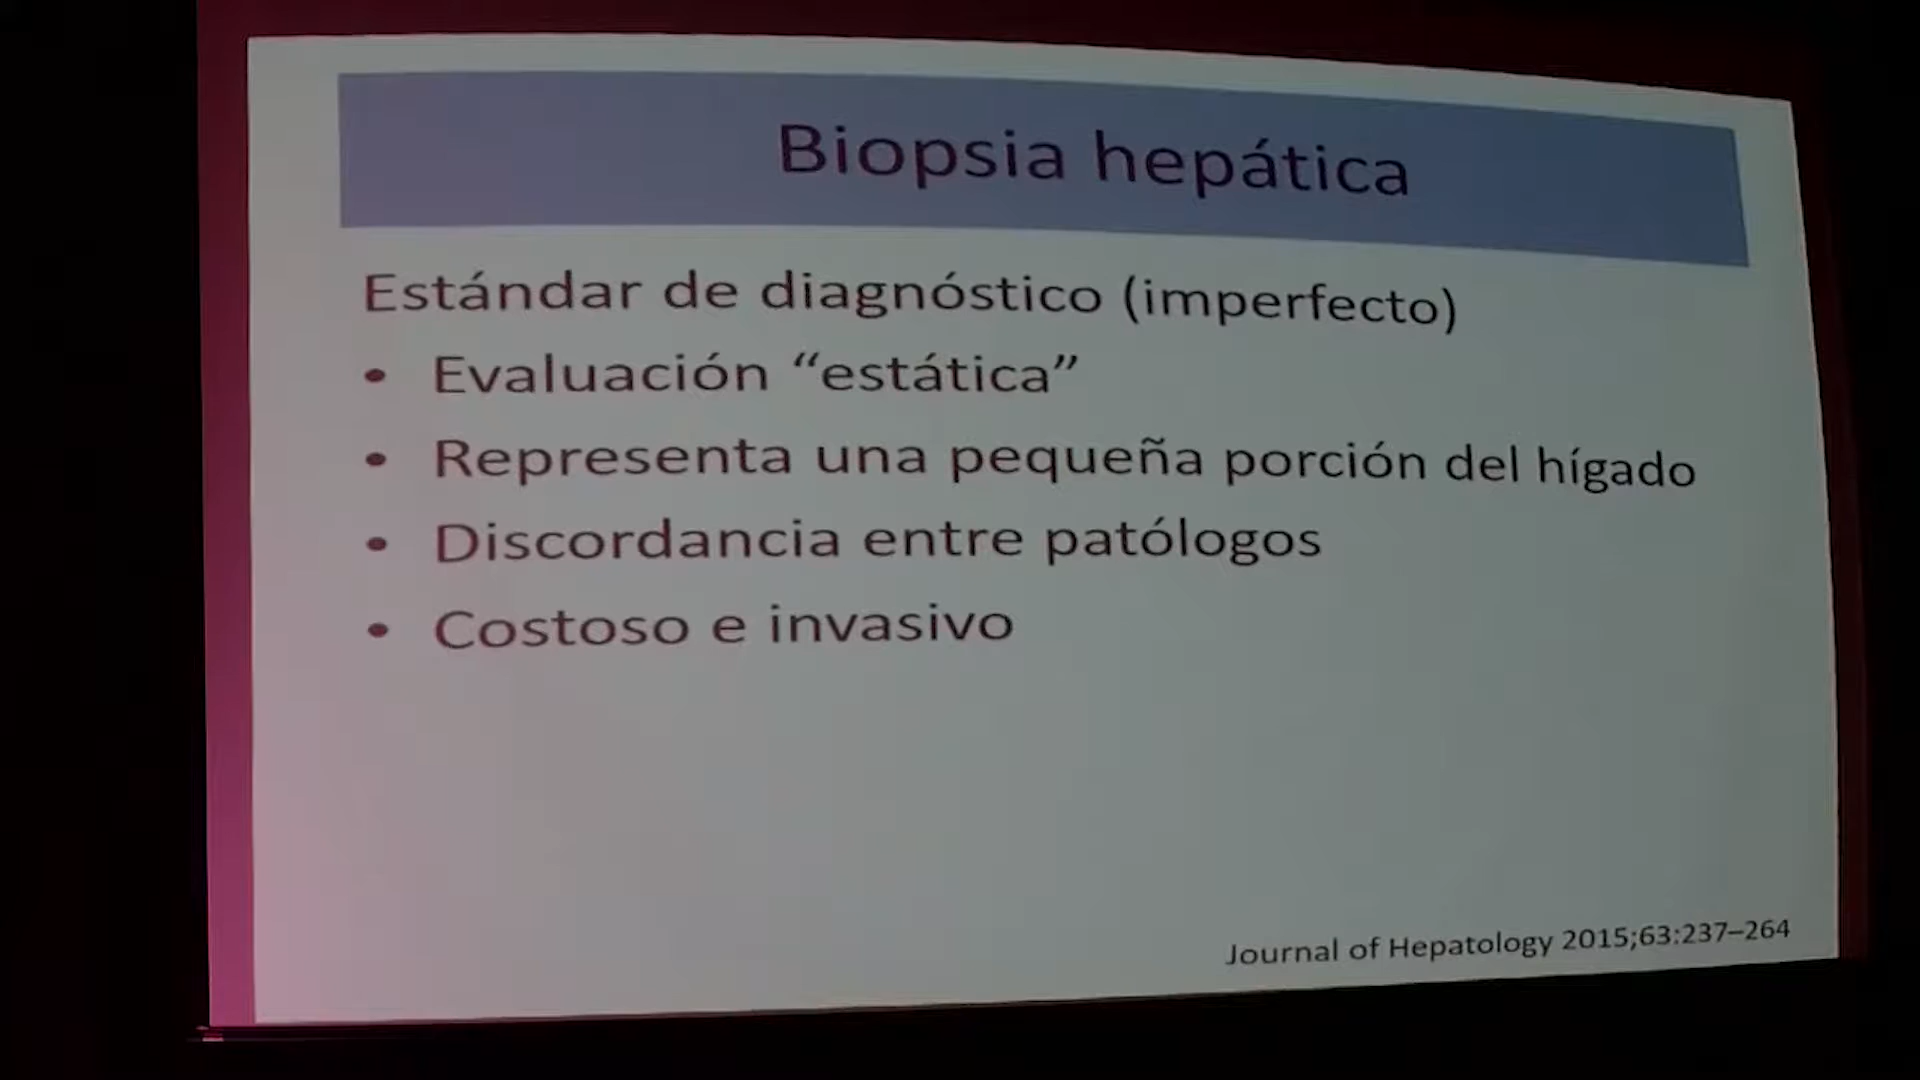 Biopsia hepática
Estándar de diagnóstico (imperfecto)
• Evaluación “estática”
• Representa una pequeña porción del hígado
• Discordancia entre patólogos
• Costoso e invasivo
Journal of Hepatology 2015;63:237–264